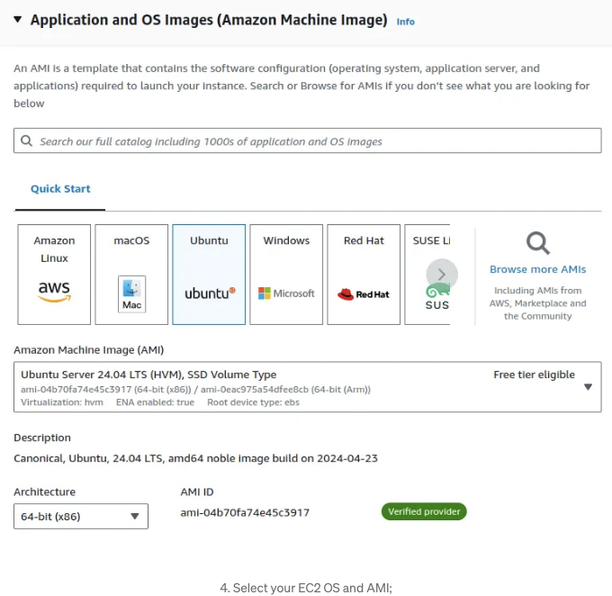 Application and OS Images (Amazon Machine Image) Info
An AMI is a template that contains the software configuration (operating system, application server, and
applications) required to launch your instance. Search or Browse for AMIs if you don't see what you are looking for
below
Search our full catalog including 1000s of application and OS images
Quick Start
Amazon
Linux
aws
macOS
Mac
Ubuntu
ubuntu
Windows
Microsoft
Red Hat
Red Hat
SUSE Li
SUS
Browse more AMIs
Including AMIs from
AWS, Marketplace and
the Community
Amazon Machine Image (AMI)
Ubuntu Server 24.04 LTS (HVM), SSD Volume Type Free tier eligible
ami-04b70fa74e45c3917 (64-bit (x86)) / ami-0eac975a54dfee8cb (64-bit (Arm))
Virtualization: hvm ENA enabled: true Root device type: ebs
Description
Canonical, Ubuntu, 24.04 LTS, amd64 noble image build on 2024-04-23
Architecture AMI ID
64-bit (x86) ami-04b70fa74e45c3917 Verified provider
4. Select your EC2 OS and AMI;